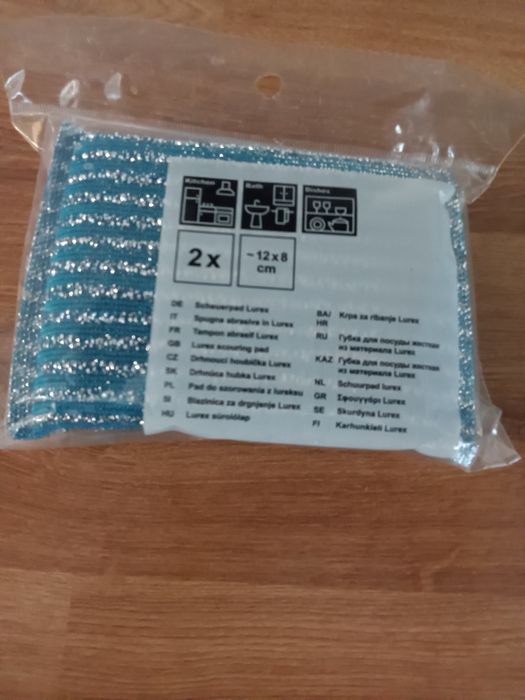 Kitchen
Bath
Dishes
2 x
~ 12 x 8
cm
DE Scheuerpad Lurex
IT Spugna abrasiva in Lurex
FR Tampon abrasif Lurex
GB Lurex scouring pad
CZ Drhnoucí houbička Lurex
SK Drhnúca hubka Lurex
PL Pad do szorowania z lureksu
SI Blazinica za drgnjenje Lurex
HU Lurex súrolólap
BA/ Krpa za ribanje Lurex
HR
RU Губка для посуды жесткая
из материала Lurex
KAZ Губка для посуды жесткая
из материала Lurex
NL Schuurpad lurex
GR Σφουγγάρι Lurex
SE Skurdyna Lurex
FI Karhunkieli Lurex